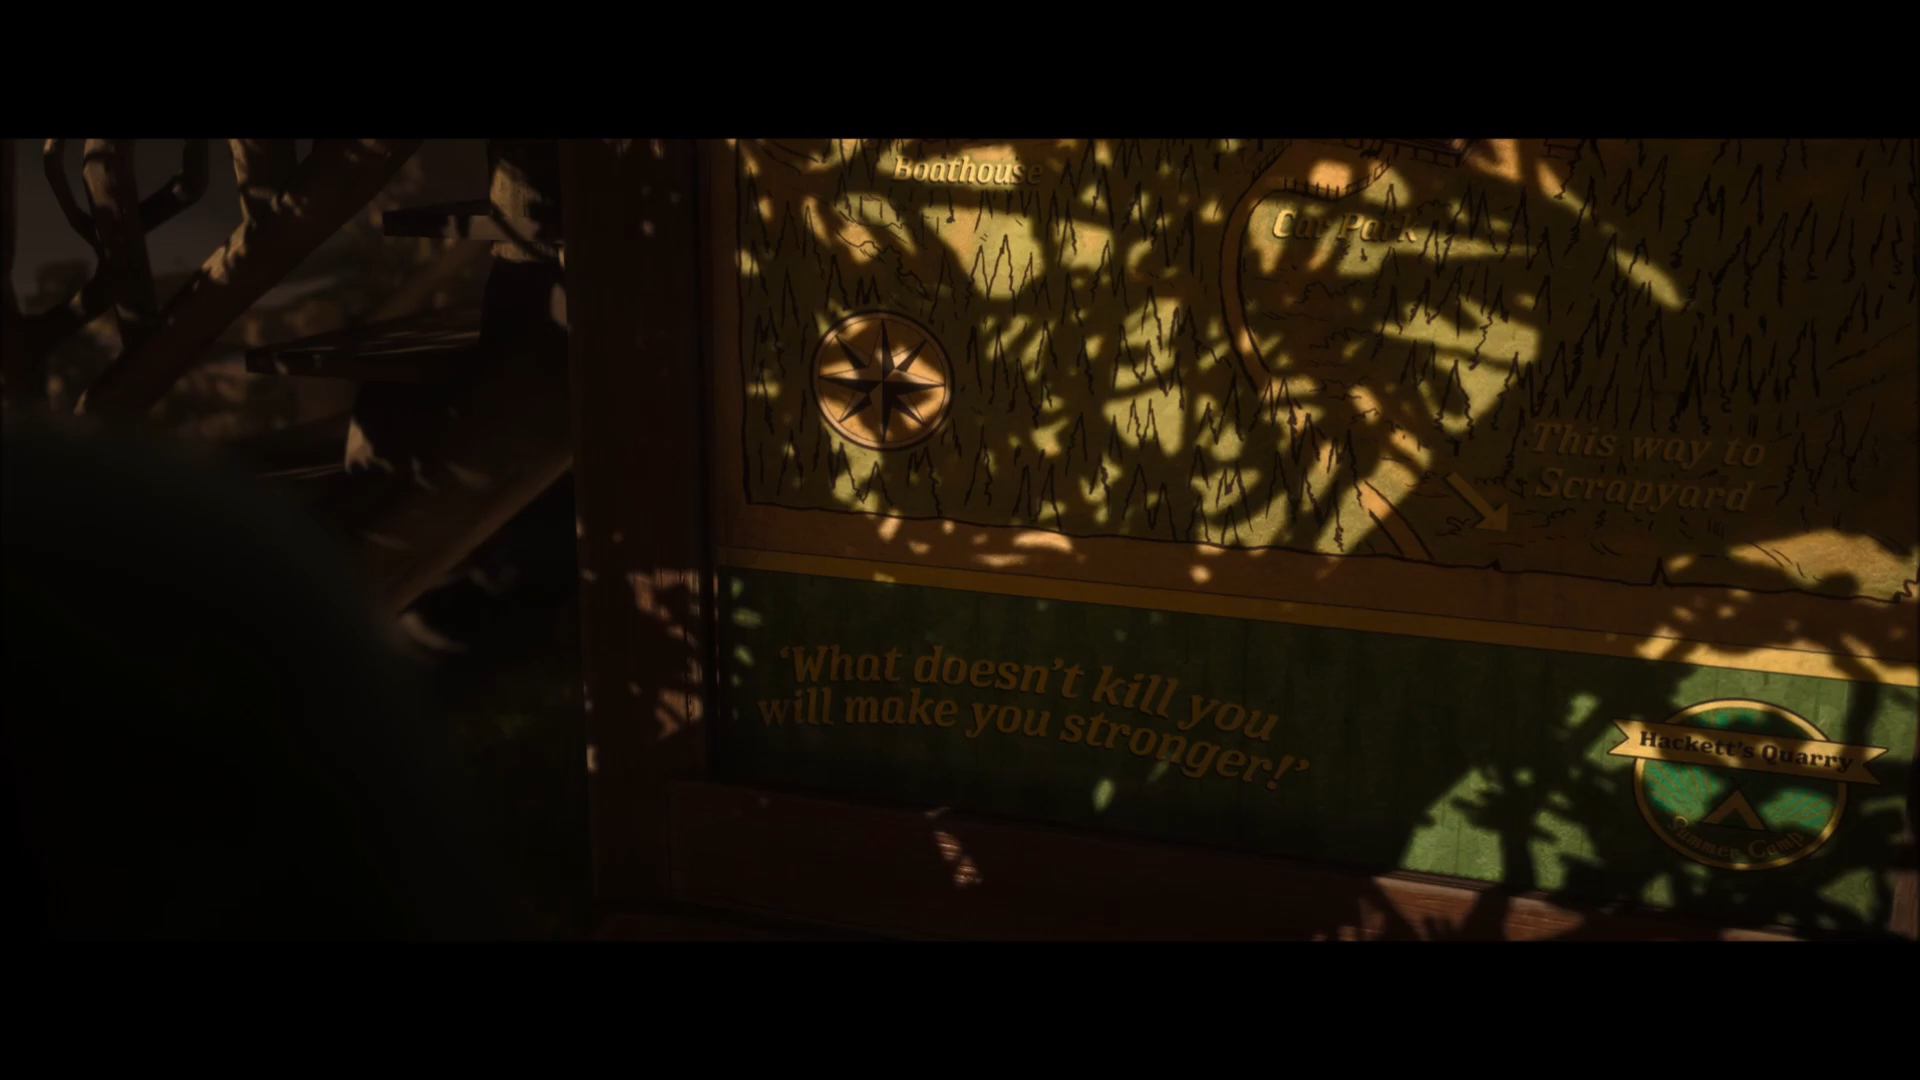 Boathouse
Car Park
This way to
Scrapyard
‘What doesn’t kill you
will make you stronger!’
Hackett’s Quarry
Summer Camp